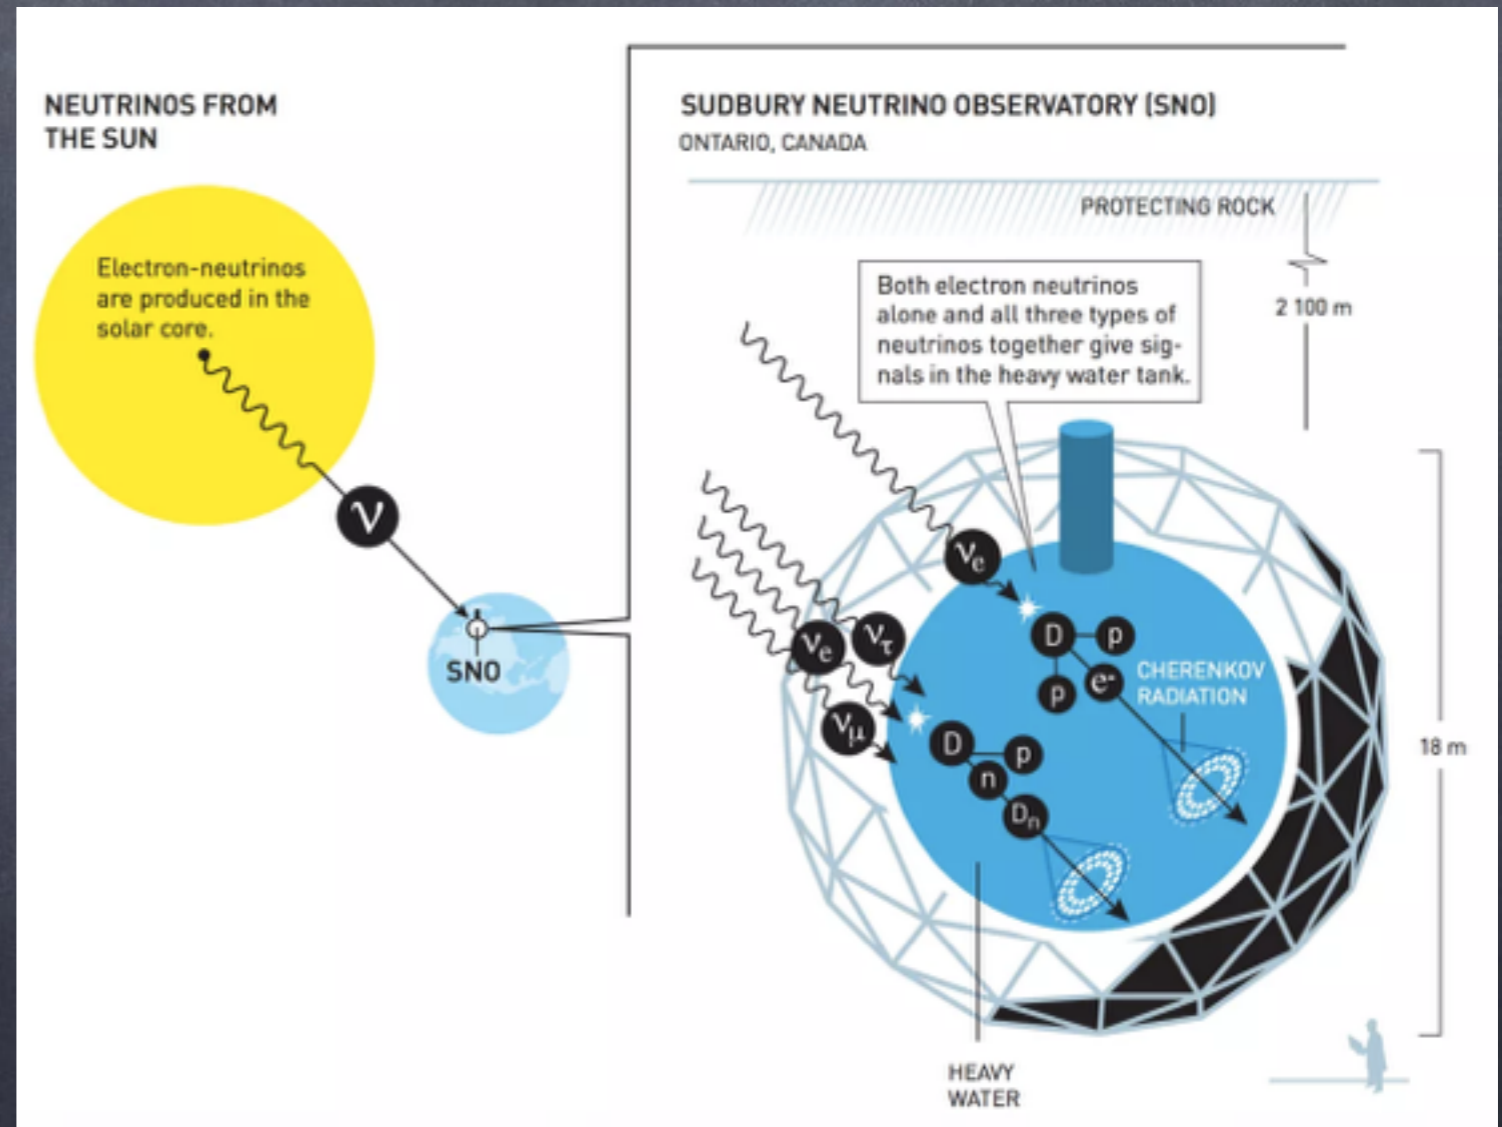 NEUTRINOS FROM
THE SUN
Electron-neutrinos
are produced in the
solar core.
ν
SNO
SUDBURY NEUTRINO OBSERVATORY (SNO)
ONTARIO, CANADA
PROTECTING ROCK
2 100 m
Both electron neutrinos
alone and all three types of
neutrinos together give sig-
nals in the heavy water tank.
νe
νe
ντ
νμ
D
p
p
e-
CHERENKOV
RADIATION
D
p
n
Dn
18 m
HEAVY
WATER